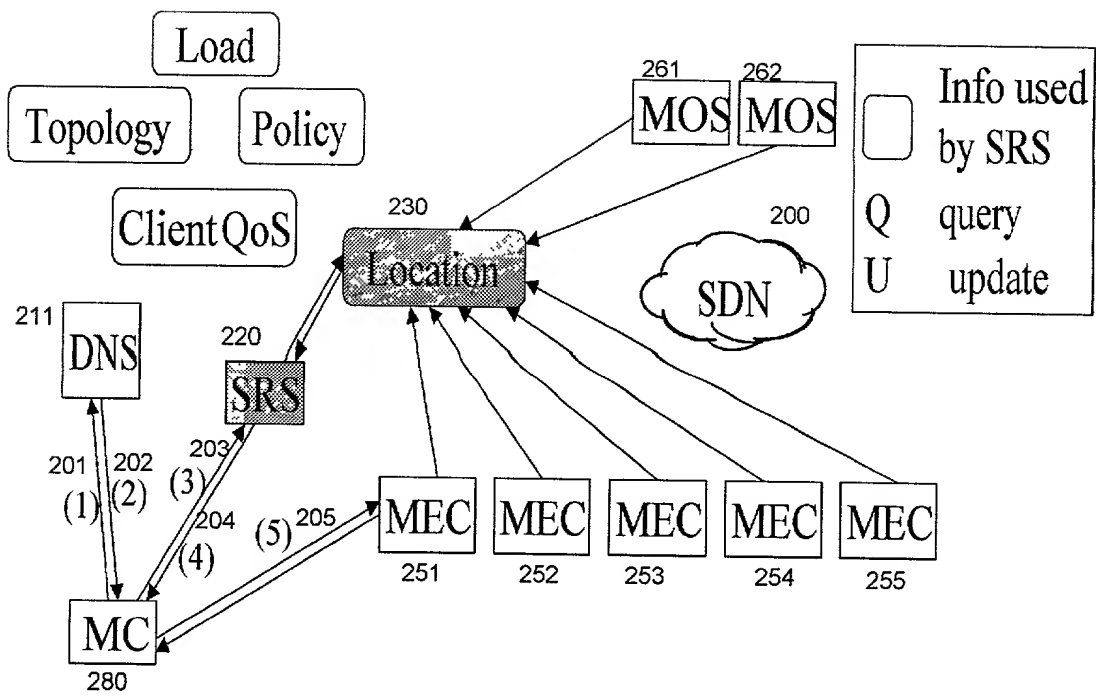 Load
Topology
Policy
Client QoS
261
262
MOS
MOS
Info used
by SRS
Q query
U update
230
Location
200
SDN
211
DNS
220
SRS
201
(1)
202
(2)
203
(3)
204
(4)
205
(5)
MEC
MEC
MEC
MEC
MEC
251
252
253
254
255
MC
280